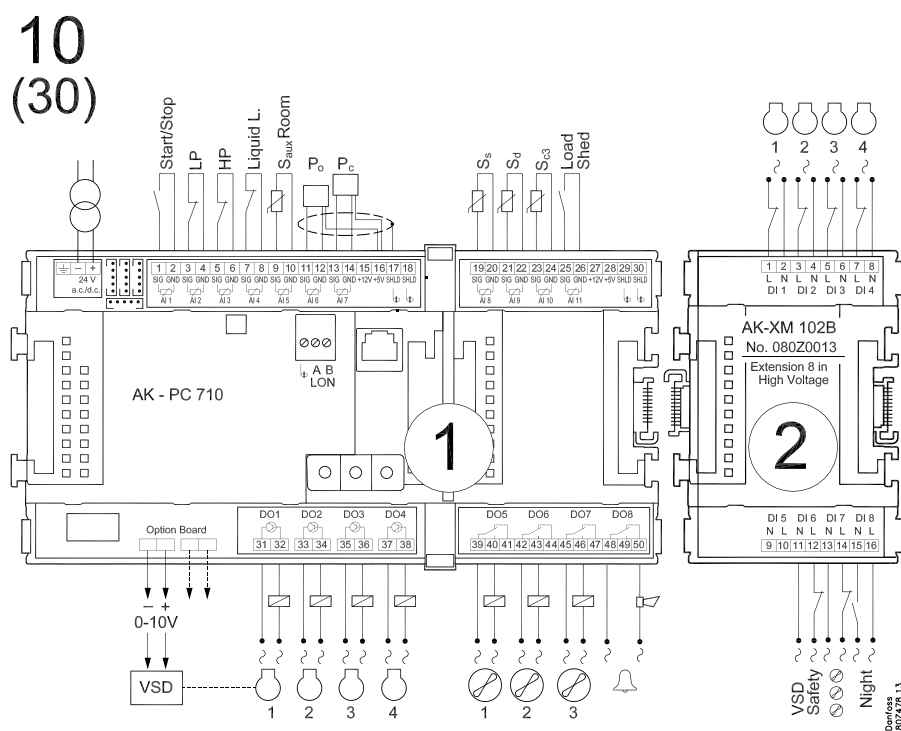 10
(30)
Start/Stop
LP
HP
Liquid L.
Saux Room
Po
Pc
Ss
Sd
Sc3
Load
Shed
1 2 3 4
– +
24 V
a.c./d.c.
1 2 3 4 5 6 7 8 9 10 11 12 13 14 15 16 17 18
SIG GND SIG GND SIG GND SIG GND SIG GND SIG GND SIG GND +12V +5V SHLD SHLD
AI 1 AI 2 AI 3 AI 4 AI 5 AI 6 AI 7
19 20 21 22 23 24 25 26 27 28 29 30
SIG GND SIG GND SIG GND SIG GND +12V +5V SHLD SHLD
AI 8 AI 9 AI 10 AI 11
1 2 3 4 5 6 7 8
L N L N L N L N
DI 1 DI 2 DI 3 DI 4
A B
LON
AK - PC 710
1
AK-XM 102B
No. 080Z0013
Extension 8 in
High Voltage
2
Option Board
DO1 DO2 DO3 DO4
31 32 33 34 35 36 37 38
DO5 DO6 DO7 DO8
39 40 41 42 43 44 45 46 47 48 49 50
DI 5 DI 6 DI 7 DI 8
N L N L N L N L
9 10 11 12 13 14 15 16
– +
0-10V
VSD
1 2 3 4
1 2 3
VSD
Safety
Night
Danfoss
80Z478.13